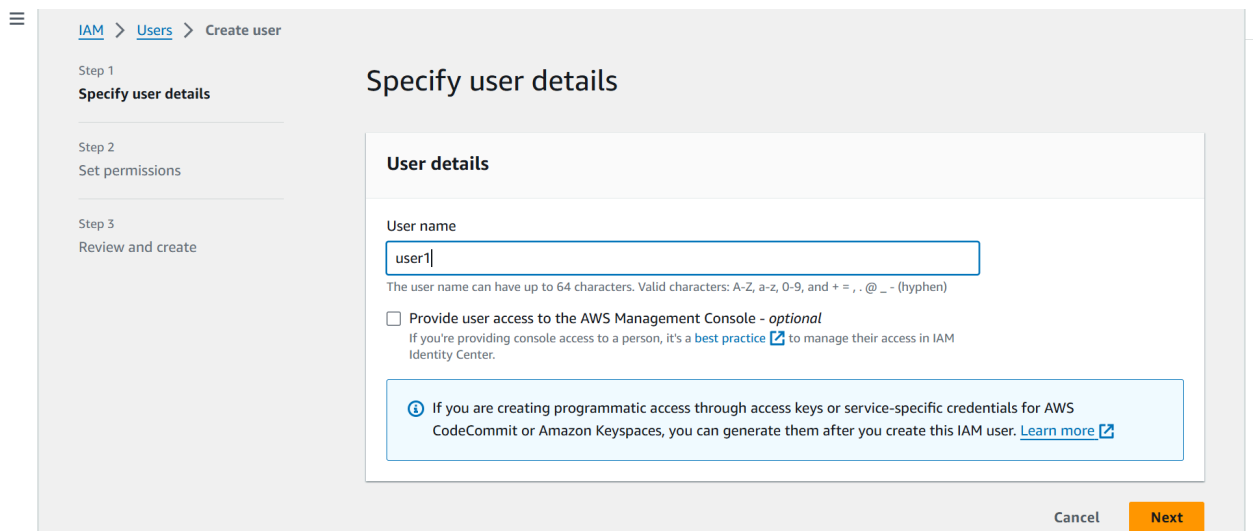 IAM > Users > Create user
Step 1
Specify user details
Step 2
Set permissions
Step 3
Review and create
Specify user details
User details
User name
user1
The user name can have up to 64 characters. Valid characters: A-Z, a-z, 0-9, and + = , . @ _ - (hyphen)
Provide user access to the AWS Management Console - optional
If you're providing console access to a person, it's a best practice to manage their access in IAM
Identity Center.
If you are creating programmatic access through access keys or service-specific credentials for AWS
CodeCommit or Amazon Keyspaces, you can generate them after you create this IAM user. Learn more
Cancel
Next